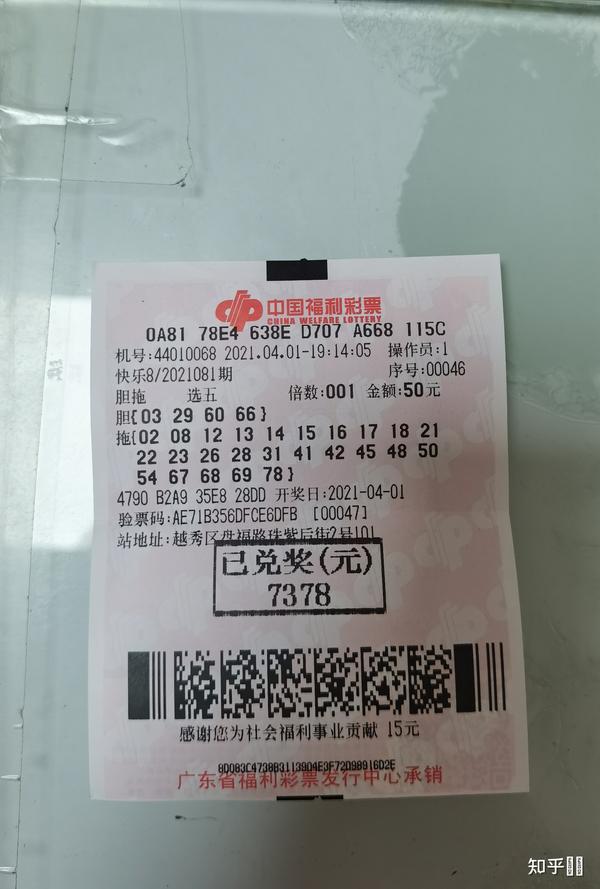 中国福利彩票
CHINA WELFARE LOTTERY
0A81 78E4 638E D707 A668 115C
机号:44010068 2021.04.01-19:14:05 操作员:1
快乐8/2021081期 序号:00046
胆拖 选五 倍数:001 金额:50元
胆{03 29 60 66}
拖{02 08 12 13 14 15 16 17 18 21
22 23 26 28 31 41 42 45 48 50
54 67 68 69 78}
4790 B2A9 35E8 28DD 开奖日:2021-04-01
验票码:AE71B356DFCE6DFB [00047]
站地址:越秀区盘福路珠紫后街2号101
已兑奖(元)
7378
感谢您为社会福利事业贡献 15元
广东省福利彩票发行中心承销
知乎